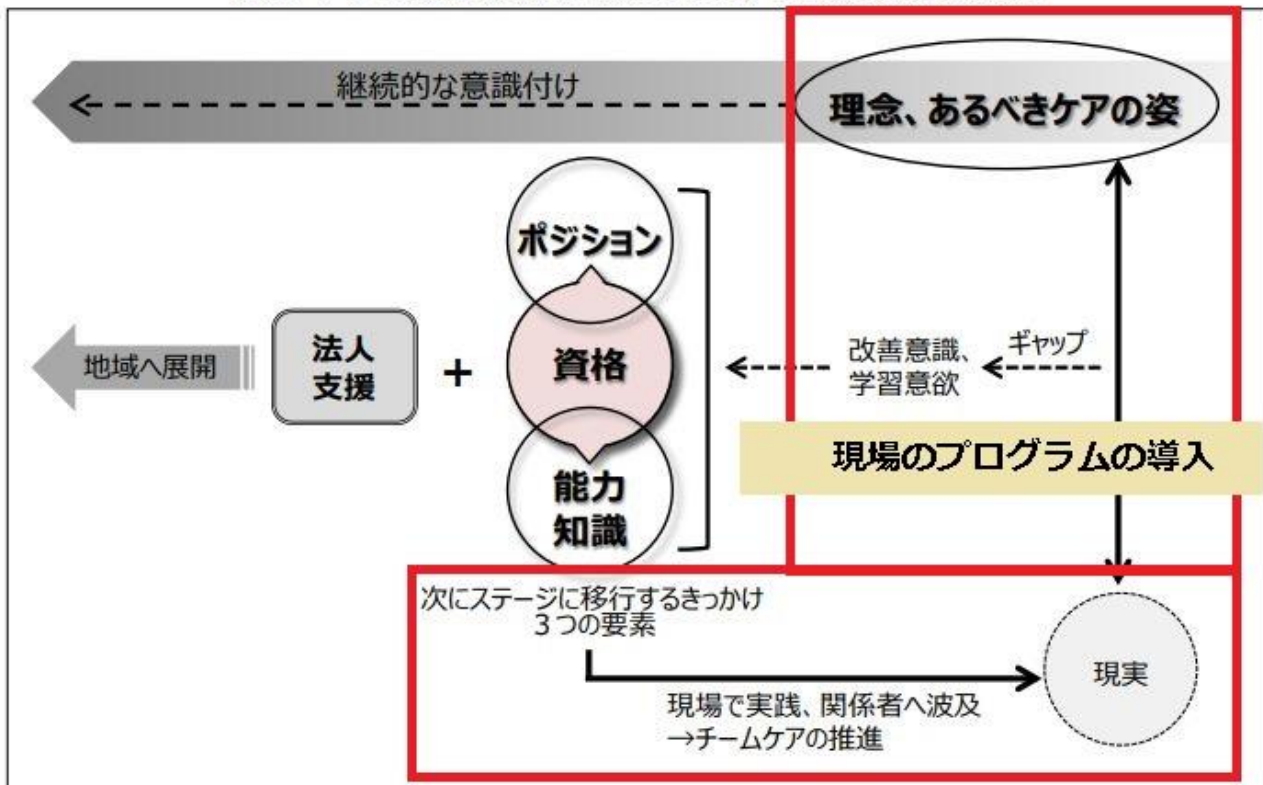 継続的な意識付け
理念、あるべきケアの姿
ポジション
資格
能力
知識
法人
支援
+
地域へ展開
改善意識、
学習意欲
ギャップ
現場のプログラムの導入
次にステージに移行するきっかけ
３つの要素
現場で実践、関係者へ波及
→チームケアの推進
現実